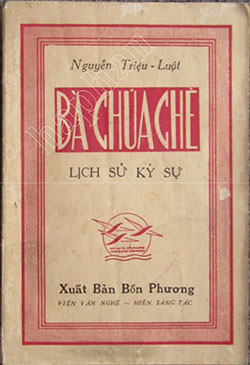 Nguyễn Triệu - Luật
BÀ CHÚA CHÈ
LỊCH SỬ KÝ SỰ
Xuất Bản Bốn Phương
VIỆN VĂN NGHỆ — HIÊN SÁNG TÁC